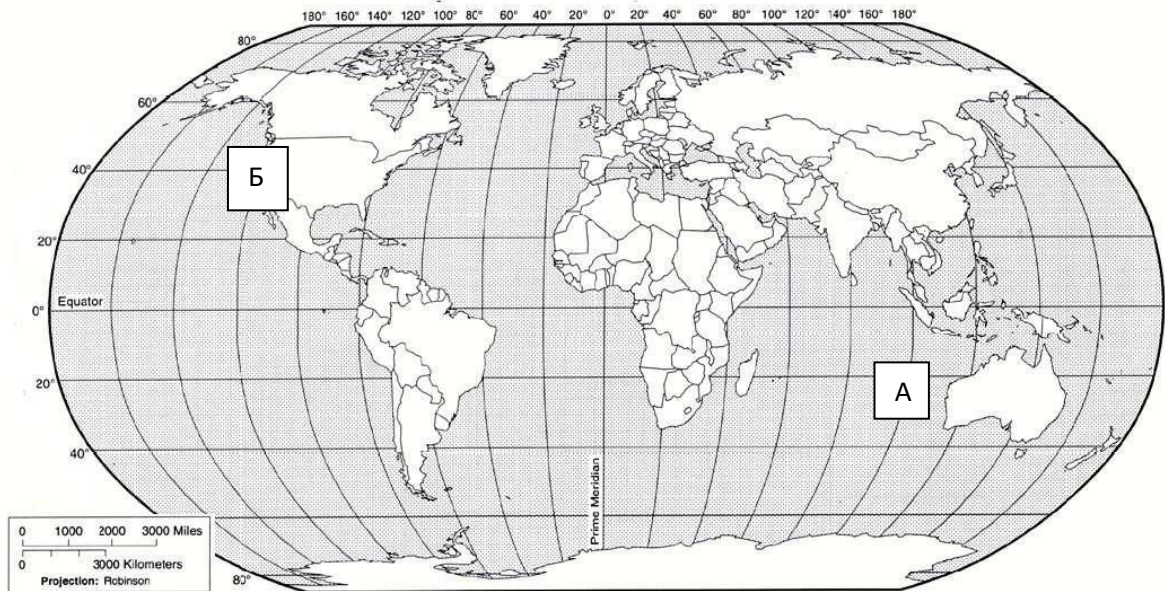 180° 160° 140° 120° 100° 80° 60° 40° 20° 0° 20° 40° 60° 80° 100° 120° 140° 160° 180°
80°
60°
40°
Б
20°
Equator
0°
20°
А
40°
Prime Meridian
0 1000 2000 3000 Miles
0 3000 Kilometers
Projection: Robinson
80°